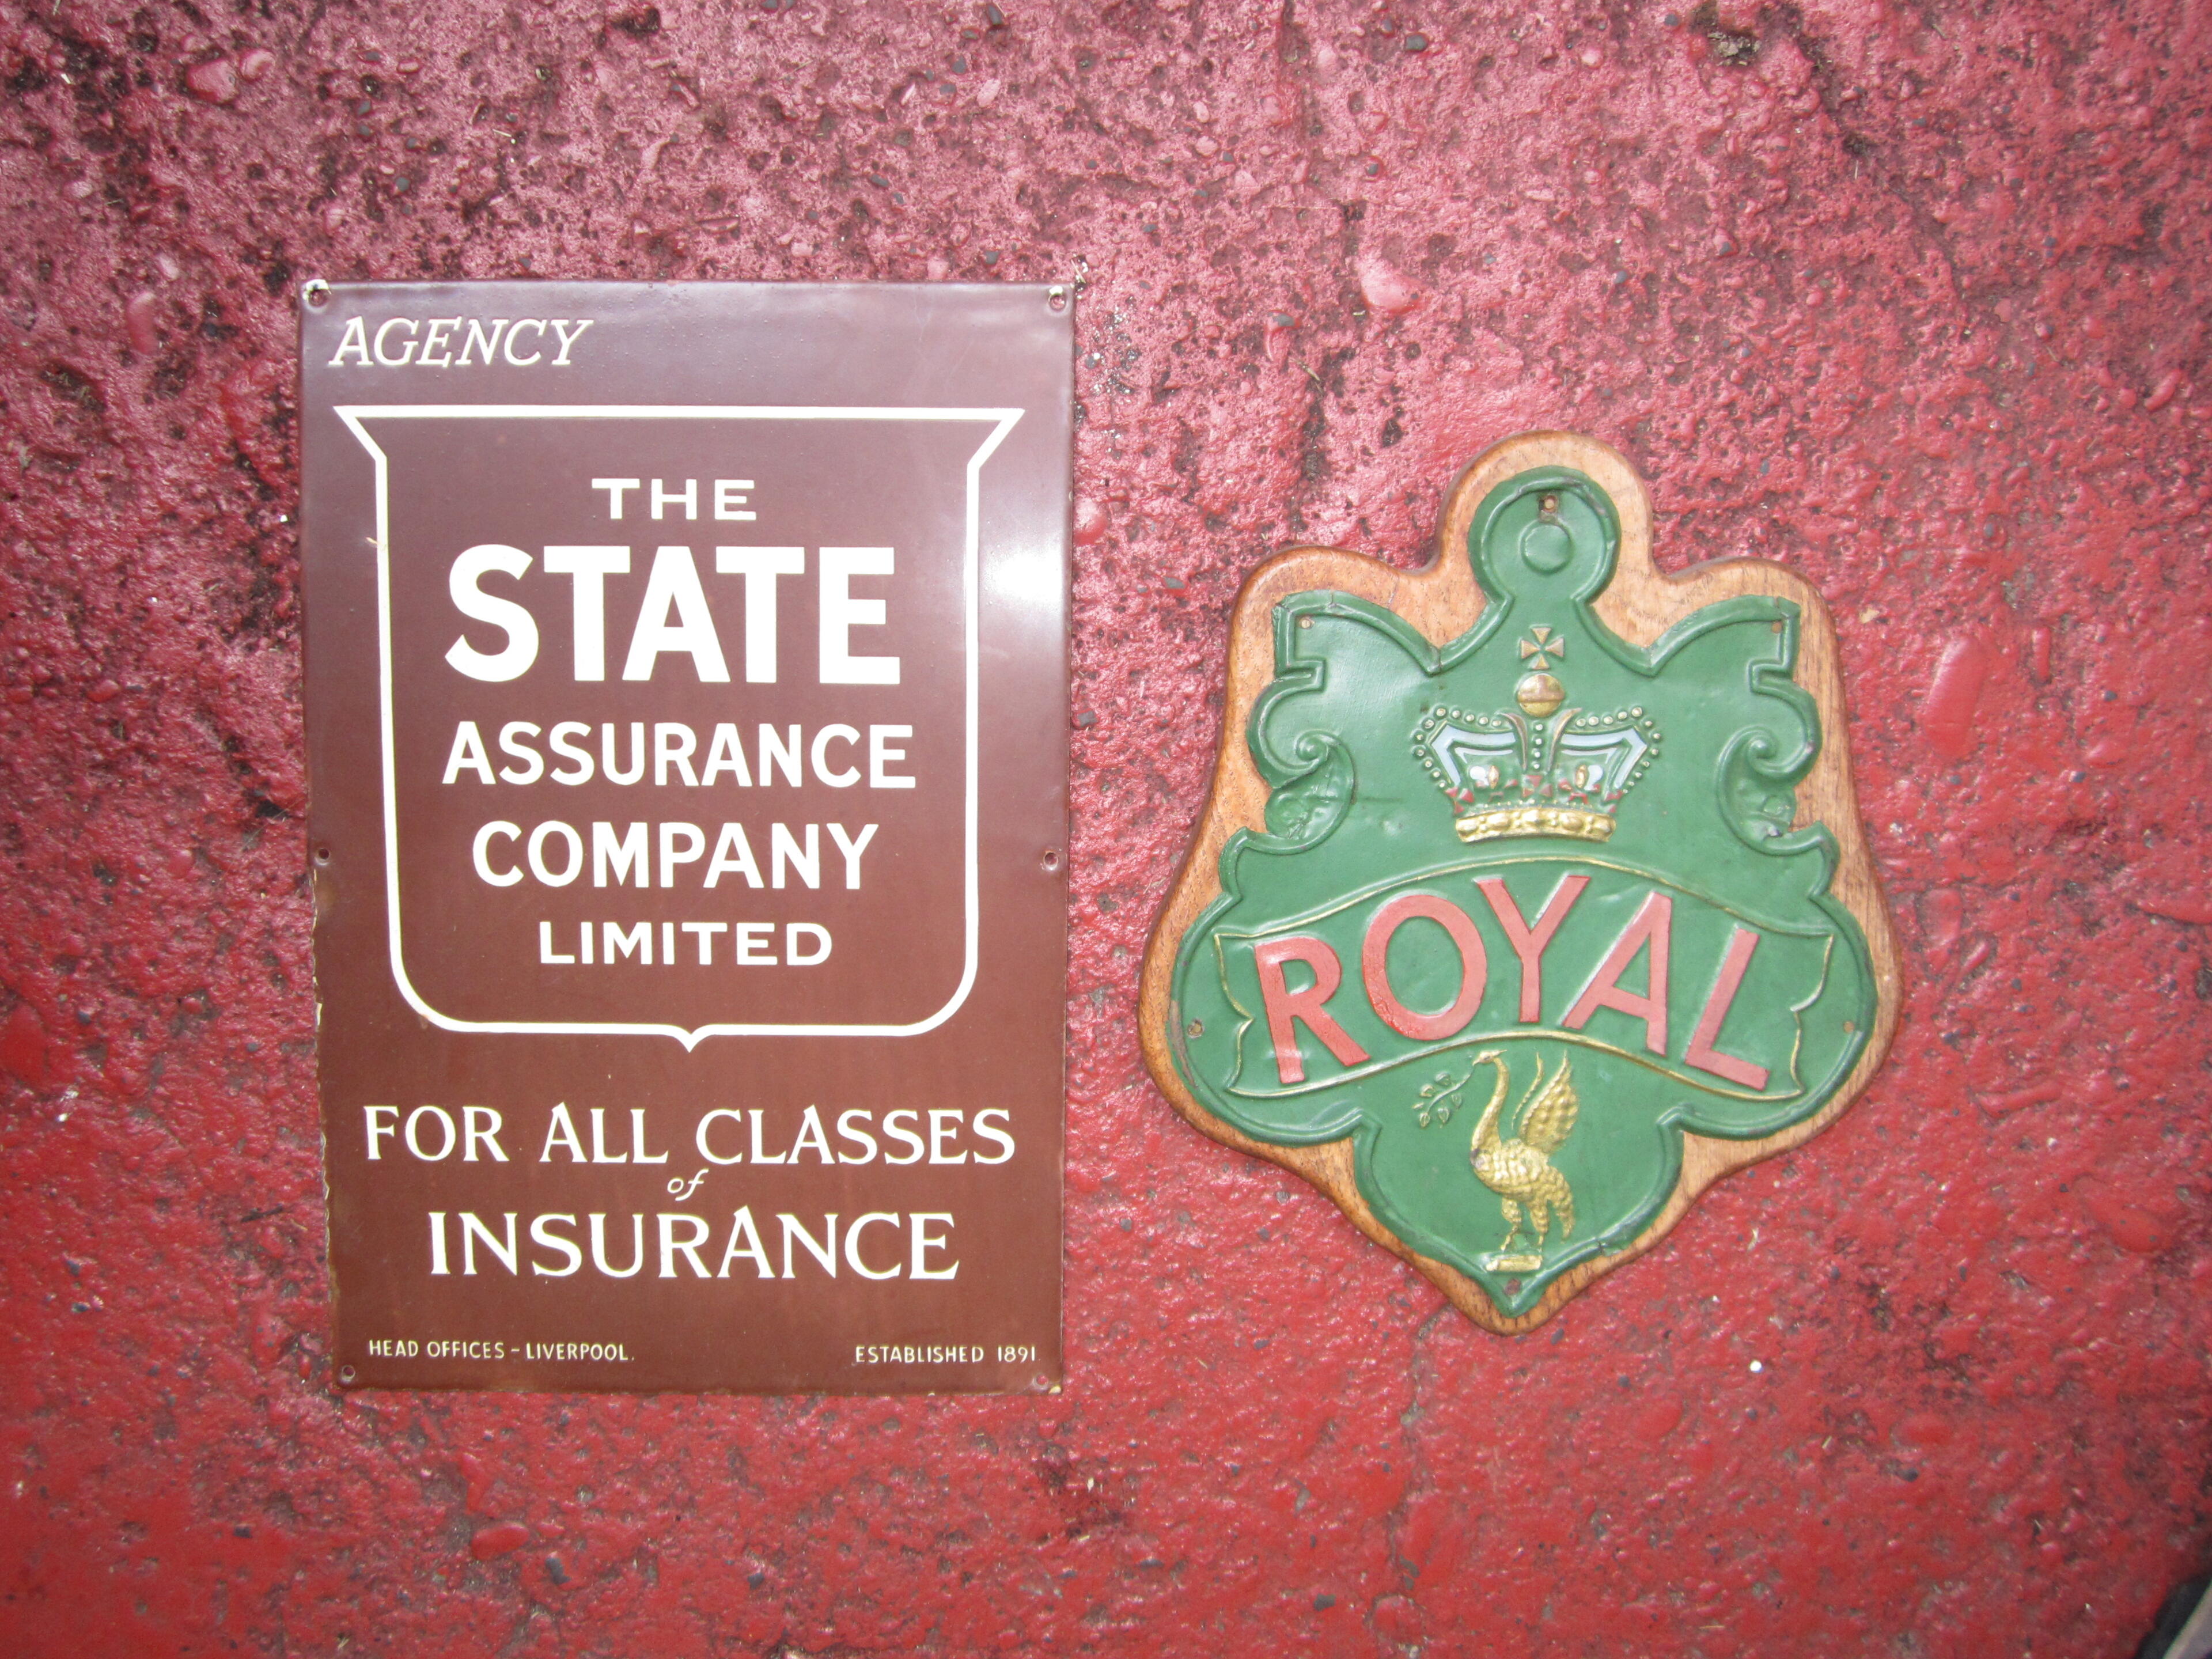 AGENCY
THE
STATE
ASSURANCE
COMPANY
LIMITED
FOR ALL CLASSES
of
INSURANCE
HEAD OFFICES - LIVERPOOL. ESTABLISHED 1891
ROYAL